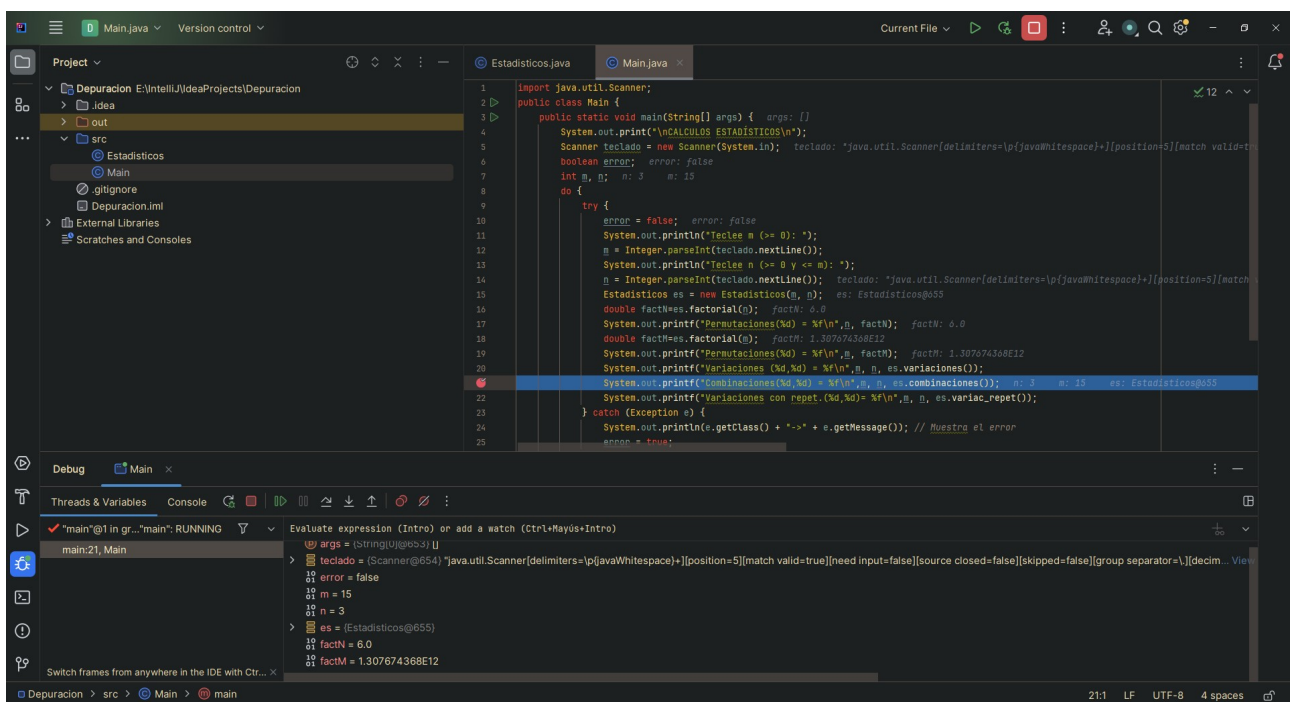 D Main.java Version control Current File
Project
Depuracion E:\IntelliJ\IdeaProjects\Depuracion
.idea
out
src
Estadisticos
Main
.gitignore
Depuracion.iml
External Libraries
Scratches and Consoles
Estadisticos.java Main.java
12
1 import java.util.Scanner;
2 public class Main {
3 public static void main(String[] args) { args: []
4 System.out.print("\nCALCULOS ESTADÍSTICOS\n");
5 Scanner teclado = new Scanner(System.in); teclado: "java.util.Scanner[delimiters=\p{javaWhitespace}+][position=5][match valid=tr
6 boolean error; error: false
7 int m, n; n: 3 m: 15
8 do {
9 try {
10 error = false; error: false
11 System.out.println("Teclee m (>= 0): ");
12 m = Integer.parseInt(teclado.nextLine());
13 System.out.println("Teclee n (>= 0 y <= m): ");
14 n = Integer.parseInt(teclado.nextLine()); teclado: "java.util.Scanner[delimiters=\p{javaWhitespace}+][position=5][match
15 Estadisticos es = new Estadisticos(m, n); es: Estadisticos@655
16 double factN=es.factorial(n); factN: 6.0
17 System.out.printf("Permutaciones(%d) = %f\n",n, factN); factN: 6.0
18 double factM=es.factorial(m); factM: 1.307674368E12
19 System.out.printf("Permutaciones(%d) = %f\n",m, factM); factM: 1.307674368E12
20 System.out.printf("Variaciones (%d,%d) = %f\n",m, n, es.variaciones());
System.out.printf("Combinaciones(%d,%d) = %f\n",m, n, es.combinaciones()); n: 3 m: 15 es: Estadisticos@655
22 System.out.printf("Variaciones con repet.(%d,%d)= %f\n",m, n, es.variac_repet());
23 } catch (Exception e) {
24 System.out.println(e.getClass() + "->" + e.getMessage()); // Muestra el error
25 error = true;
Debug Main
Threads & Variables Console
"main"@1 in gr..."main": RUNNING
main:21, Main
Switch frames from anywhere in the IDE with Ctr...
Evaluate expression (Intro) or add a watch (Ctrl+Mayús+Intro)
args = {String[0]@653} []
teclado = {Scanner@654} "java.util.Scanner[delimiters=\p{javaWhitespace}+][position=5][match valid=true][need input=false][source closed=false][skipped=false][group separator=\.][decim... View
error = false
m = 15
n = 3
es = {Estadisticos@655}
factN = 6.0
factM = 1.307674368E12
Depuracion > src > Main > main 21:1 LF UTF-8 4 spaces